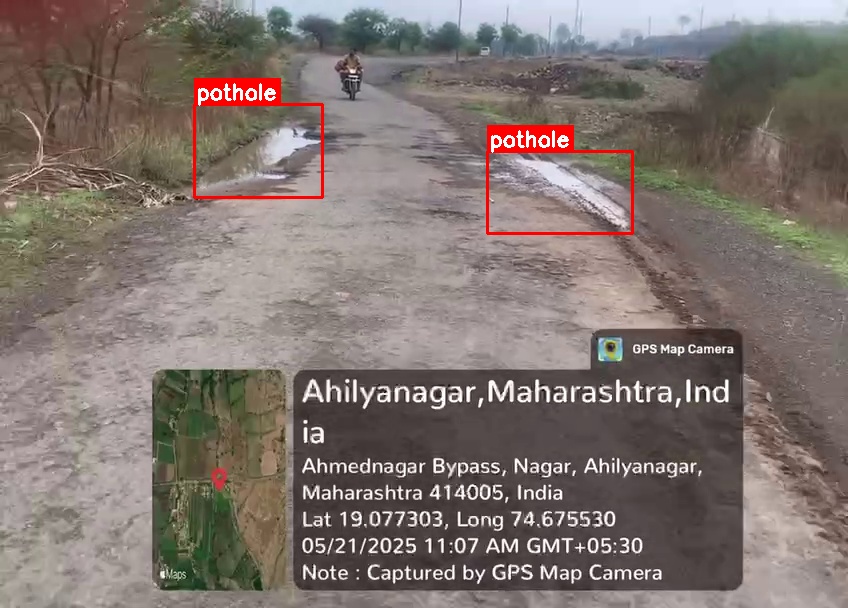 pothole
pothole
GPS Map Camera
Ahilyanagar,Maharashtra,Ind
ia
Ahmednagar Bypass, Nagar, Ahilyanagar,
Maharashtra 414005, India
Lat 19.077303, Long 74.675530
05/21/2025 11:07 AM GMT+05:30
Note : Captured by GPS Map Camera
Maps